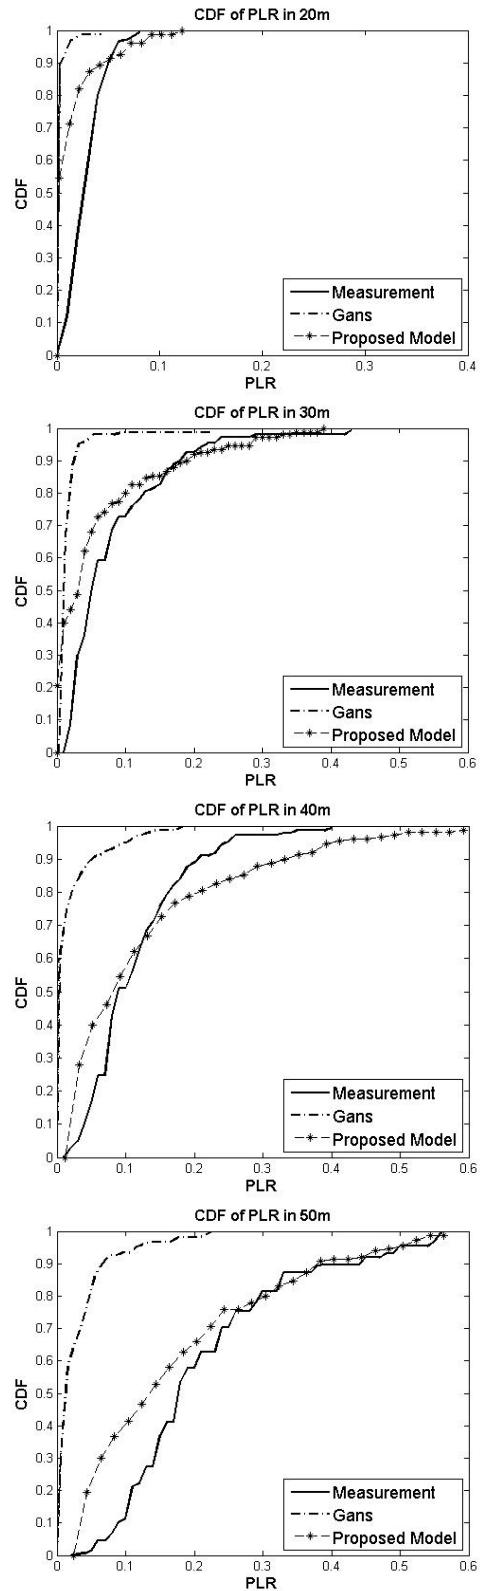 CDF of PLR in 20m
1
0.9
0.8
0.7
0.6
0.5
0.4
0.3
0.2
0.1
0
CDF
Measurement
Gans
Proposed Model
0
0.1
0.2
0.3
0.4
PLR
CDF of PLR in 30m
1
0.9
0.8
0.7
0.6
0.5
0.4
0.3
0.2
0.1
0
CDF
Measurement
Gans
Proposed Model
0
0.1
0.2
0.3
0.4
0.5
0.6
PLR
CDF of PLR in 40m
1
0.9
0.8
0.7
0.6
0.5
0.4
0.3
0.2
0.1
0
CDF
Measurement
Gans
Proposed Model
0
0.1
0.2
0.3
0.4
0.5
0.6
PLR
CDF of PLR in 50m
1
0.9
0.8
0.7
0.6
0.5
0.4
0.3
0.2
0.1
0
CDF
Measurement
Gans
Proposed Model
0
0.1
0.2
0.3
0.4
0.5
0.6
PLR